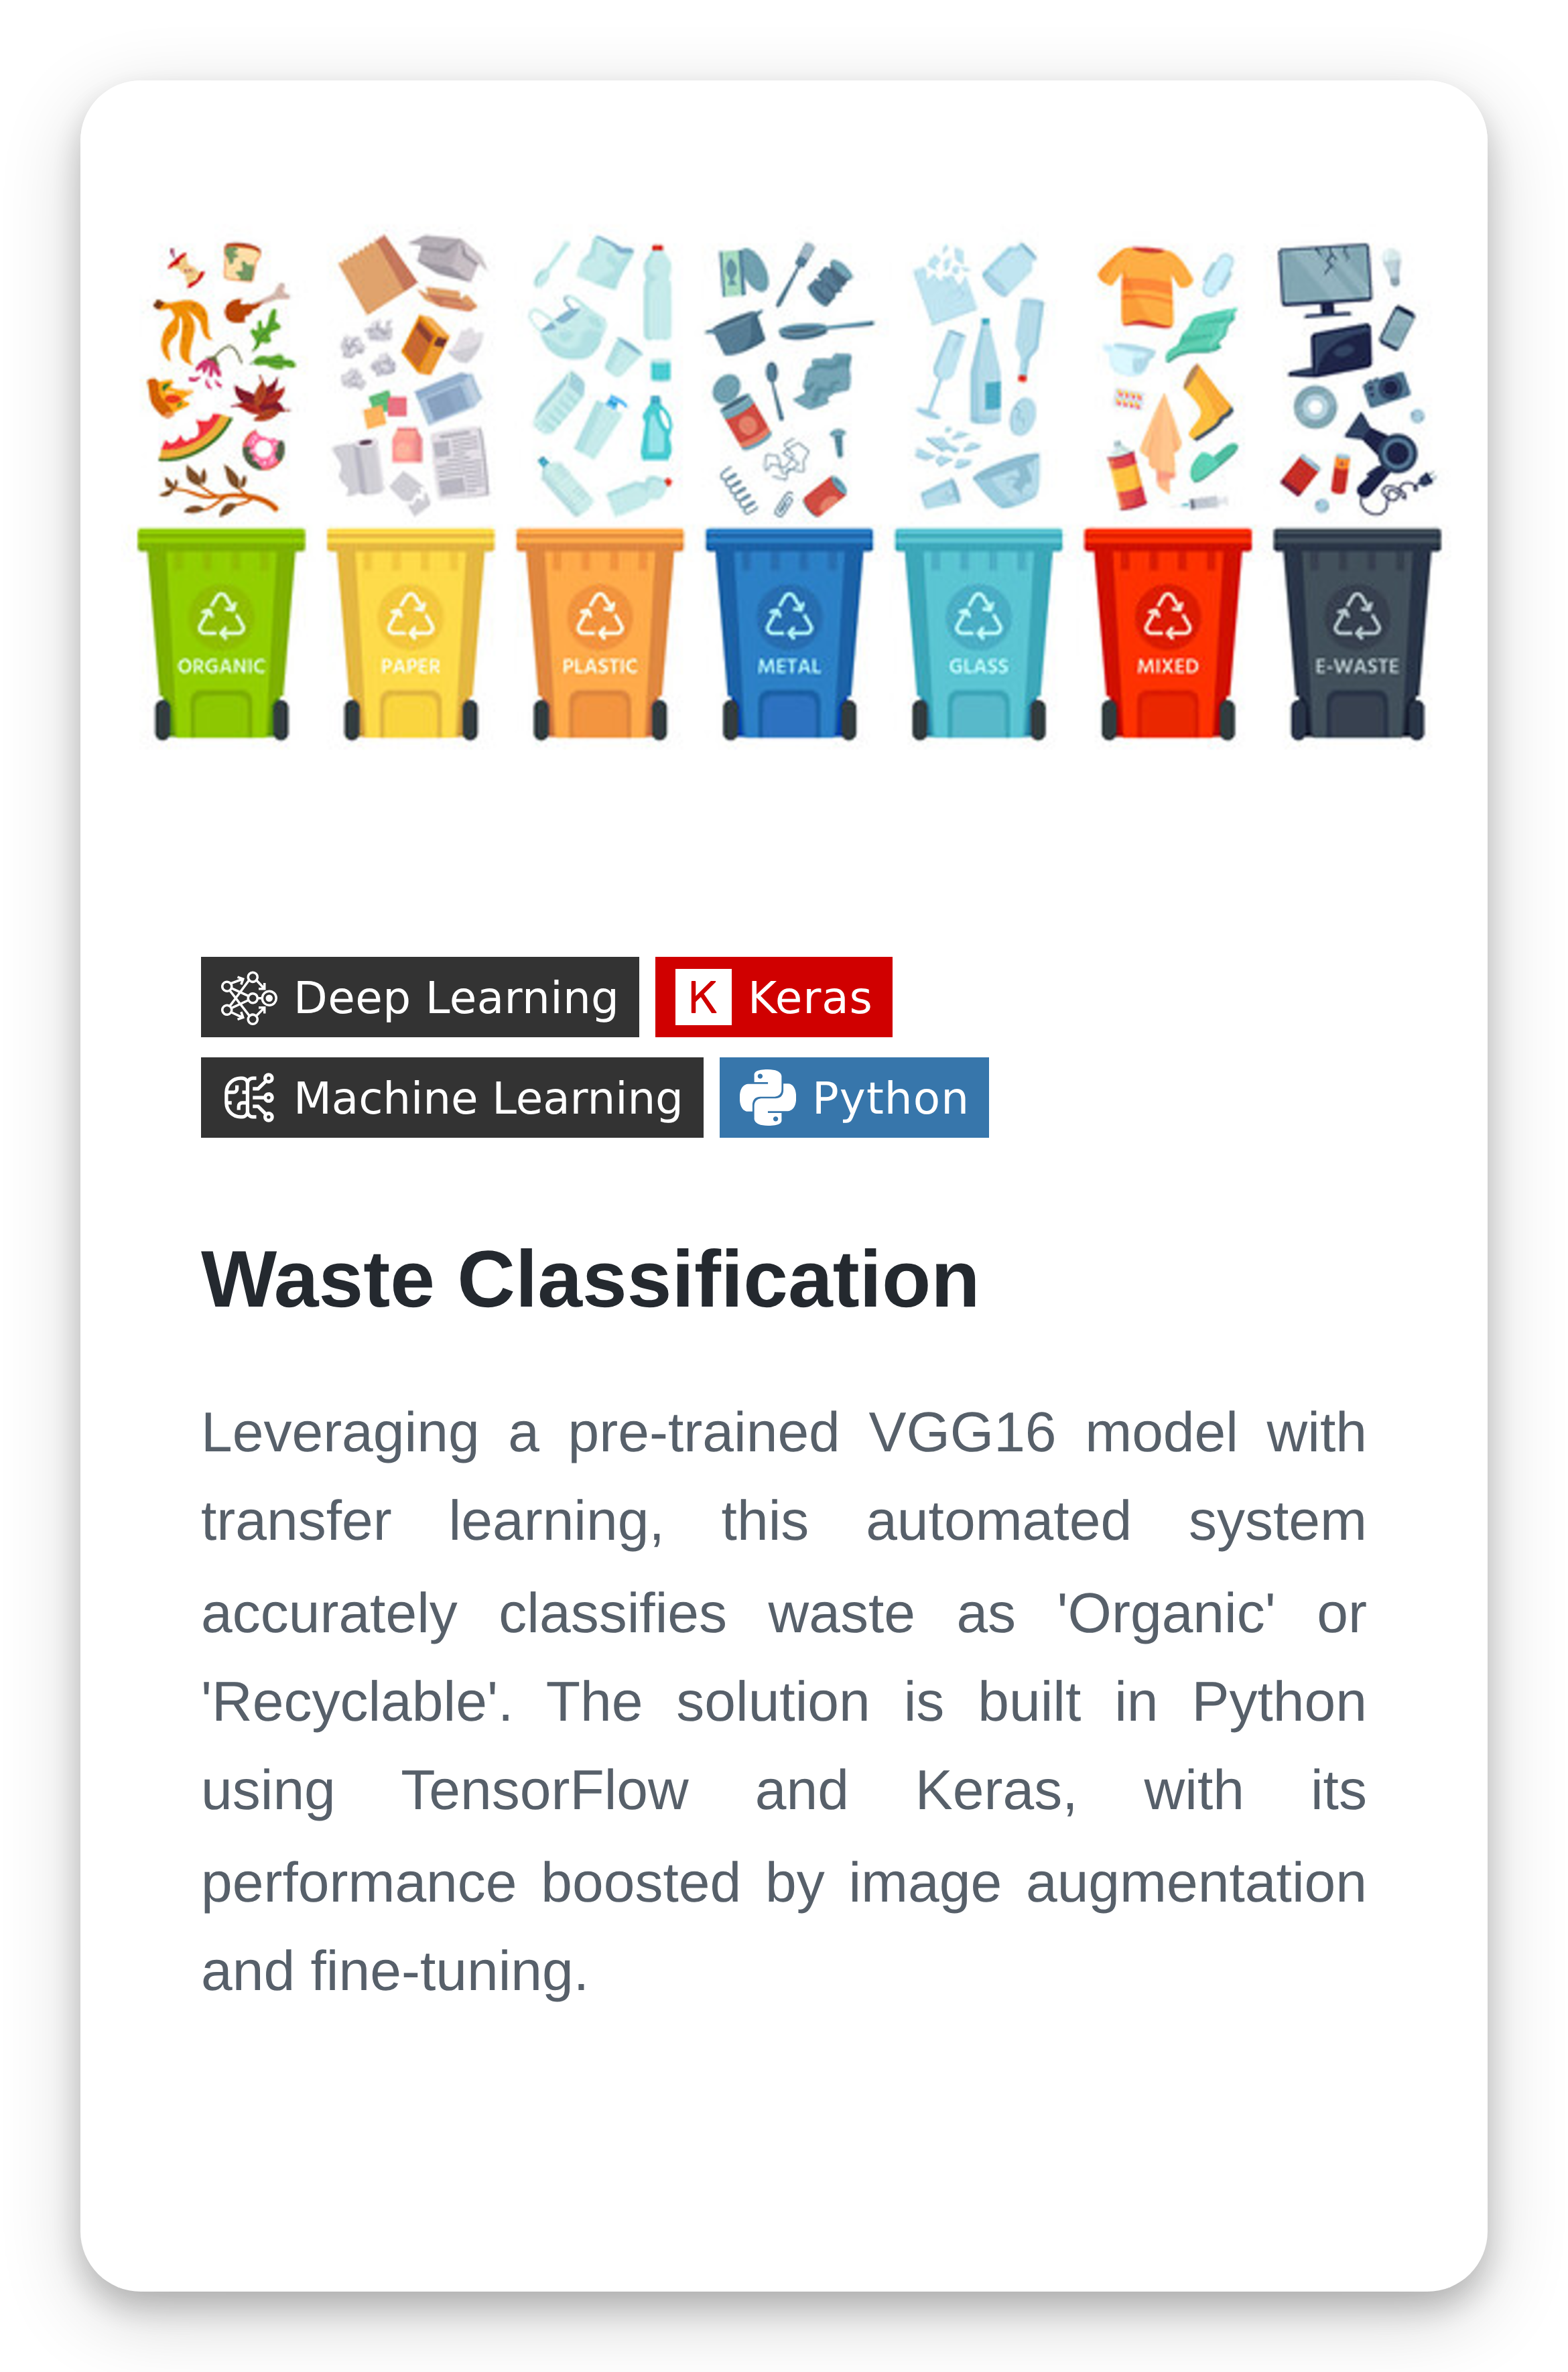 ORGANIC PAPER PLASTIC METAL GLASS MIXED E-WASTE
Deep Learning K Keras
Machine Learning Python
Waste Classification
Leveraging a pre-trained VGG16 model with
transfer learning, this automated system
accurately classifies waste as 'Organic' or
'Recyclable'. The solution is built in Python
using TensorFlow and Keras, with its
performance boosted by image augmentation
and fine-tuning.